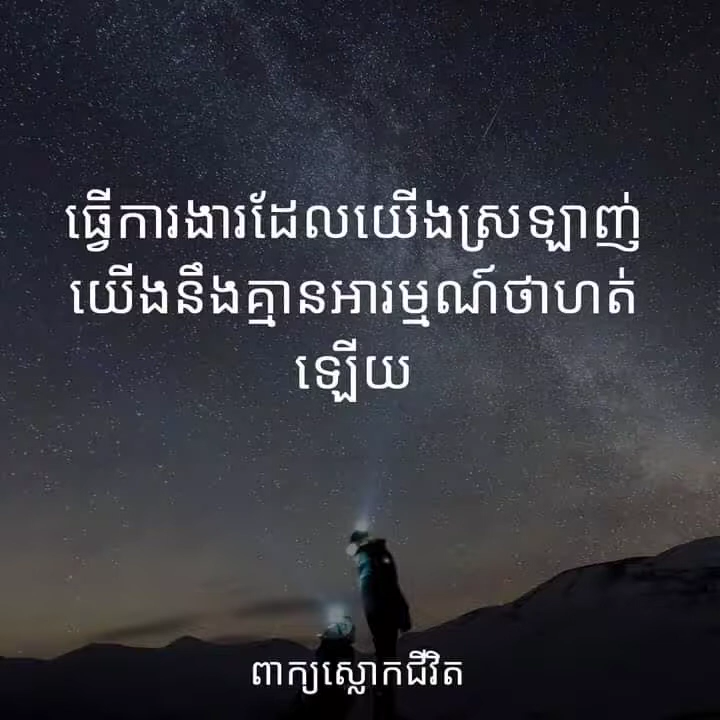 ធ្វើការងារដែលយើងស្រឡាញ់
យើងនឹងគ្មានអារម្មណ៍ថាហត់
ឡើយ
ពាក្យស្លោកជីវិត